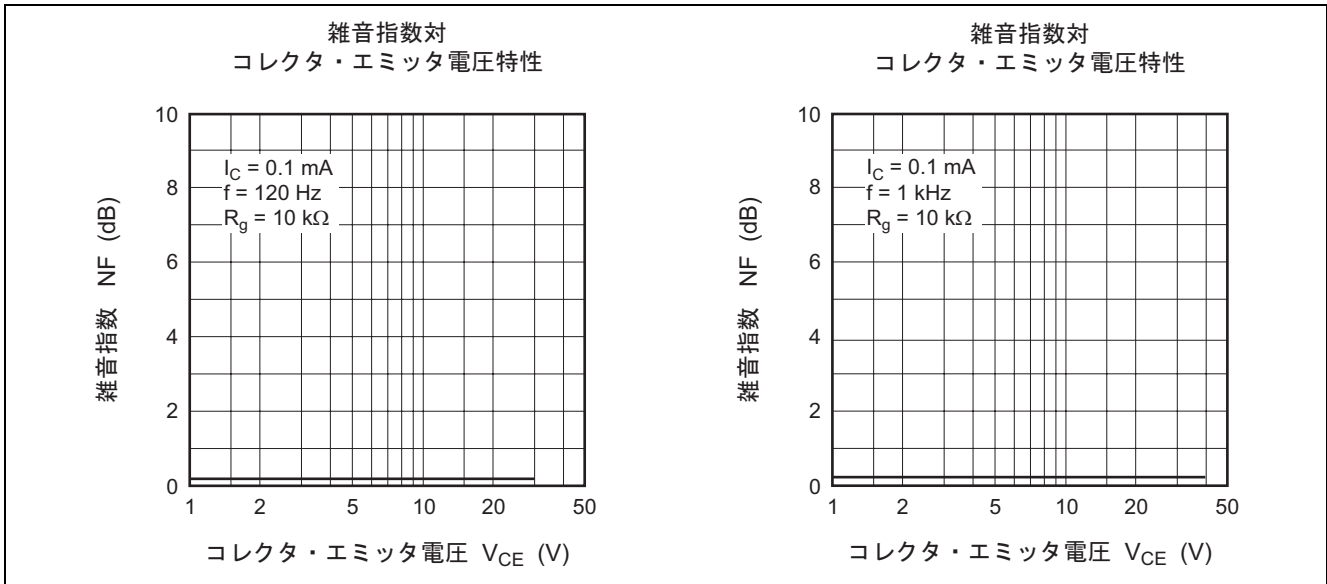 雑音指数対
コレクタ・エミッタ電圧特性
10
8
6
4
2
0
I_C = 0.1 mA
f = 120 Hz
R_g = 10 kΩ
雑音指数 NF (dB)
1 2 5 10 20 50
コレクタ・エミッタ電圧 V_CE (V)
雑音指数対
コレクタ・エミッタ電圧特性
10
8
6
4
2
0
I_C = 0.1 mA
f = 1 kHz
R_g = 10 kΩ
雑音指数 NF (dB)
1 2 5 10 20 50
コレクタ・エミッタ電圧 V_CE (V)